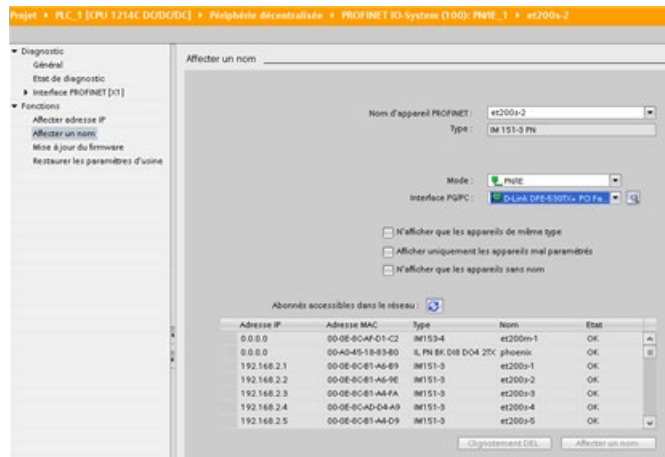 Projet ▸ PLC_1 [CPU 1214C DC/DC/DC] ▸ Périphérie décentralisée ▸ PROFINET IO-System (100): PN/IE_1 ▸ et200s-2
Diagnostic
Général
Etat de diagnostic
Interface PROFINET [X1]
Fonctions
Affecter adresse IP
Affecter un nom
Mise à jour du firmware
Restaurer les paramètres d'usine
Affecter un nom
Nom d'appareil PROFINET : et200s-2
Type : IM 151-3 PN
Mode : PN/IE
Interface PG/PC : D-Link DFE-530TX+ PCI Fa...
N'afficher que les appareils de même type
Afficher uniquement les appareils mal paramétrés
N'afficher que les appareils sans nom
Abonnés accessibles dans le réseau :
Adresse IP Adresse MAC Type Nom Etat
0.0.0.0 00-0E-8C-AF-D1-C2 IM153-4 et200m-1 OK
0.0.0.0 00-A0-45-18-83-80 IL PN BK DI8 DO4 2TX phoenix OK
192.168.2.1 00-0E-8C-B1-A6-B9 IM151-3 et200s-1 OK
192.168.2.2 00-0E-8C-B1-A6-9E IM151-3 et200s-2 OK
192.168.2.3 00-0E-8C-B1-A4-FA IM151-3 et200s-3 OK
192.168.2.4 00-0E-8C-AD-D4-A9 IM151-3 et200s-4 OK
192.168.2.5 00-0E-8C-B1-A4-D9 IM151-3 et200s-5 OK
Clignotement DEL Affecter un nom